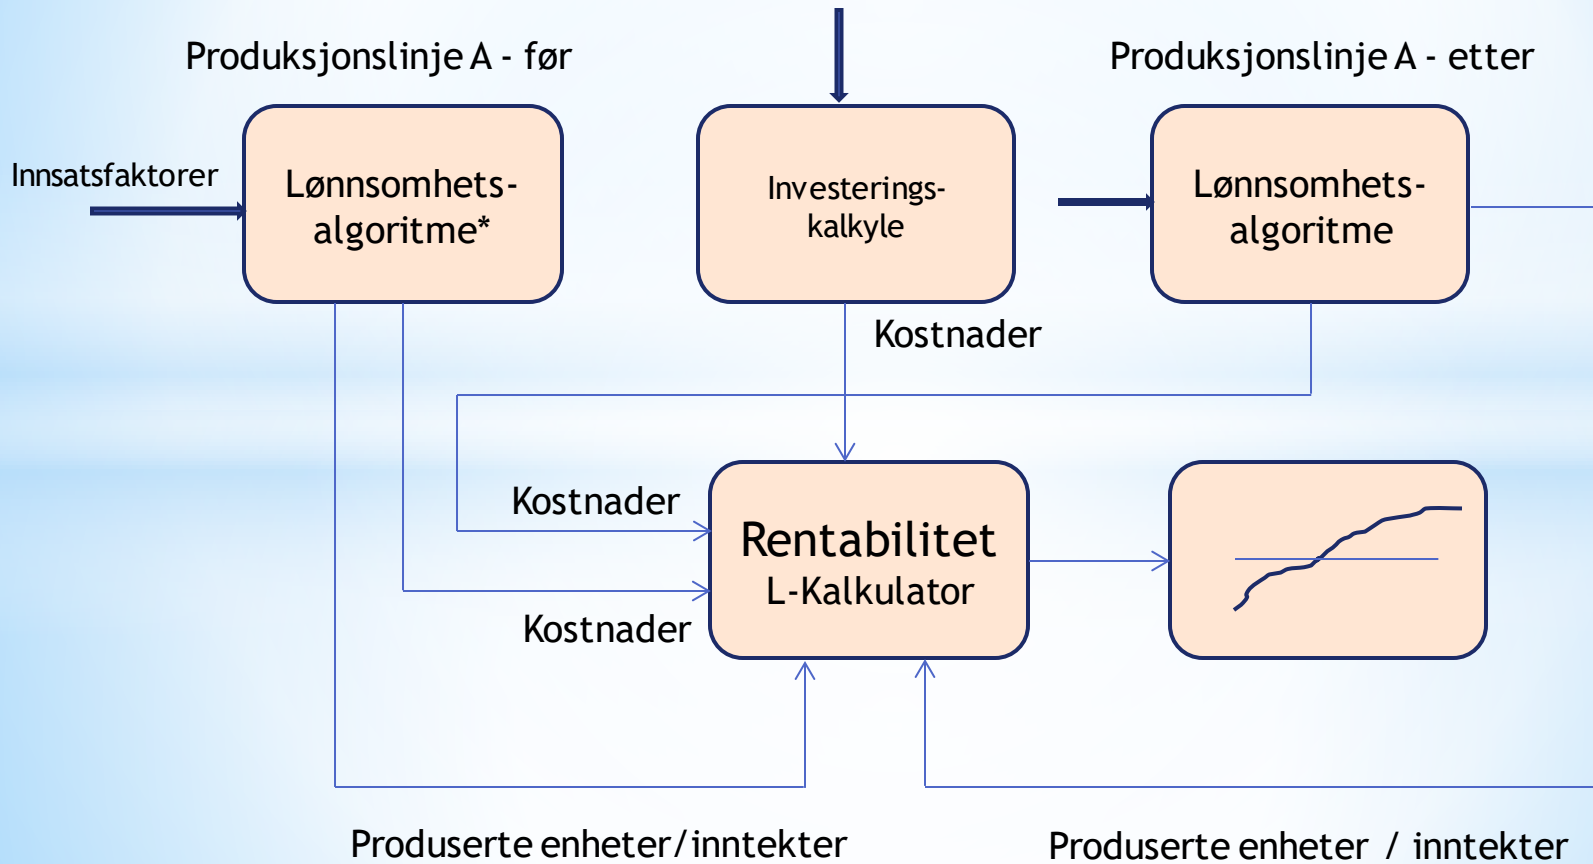 Produksjonslinje A - før
Produksjonslinje A - etter
Innsatsfaktorer
Lønnsomhets-
algoritme*
Investerings-
kalkyle
Lønnsomhets-
algoritme
Kostnader
Kostnader
Rentabilitet
L-Kalkulator
Kostnader
Produserte enheter/inntekter
Produserte enheter / inntekter